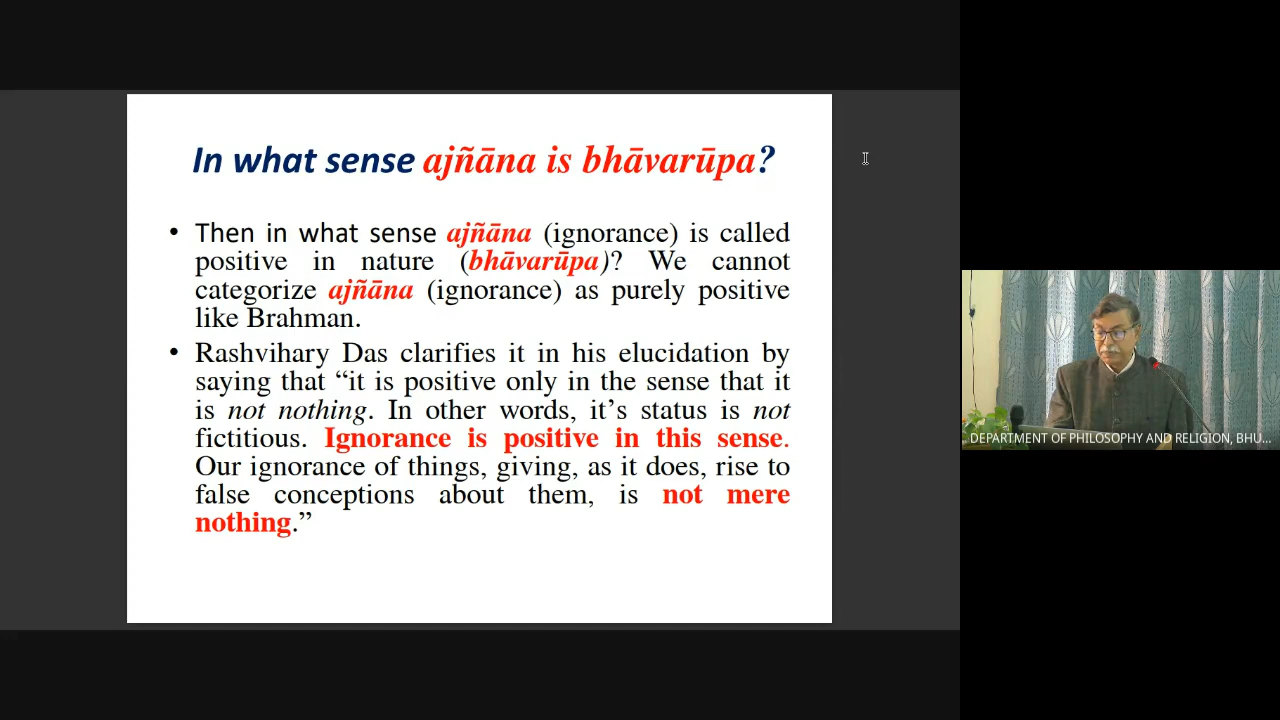 In what sense ajñāna is bhāvarūpa?
• Then in what sense ajñāna (ignorance) is called
positive in nature (bhāvarūpa)? We cannot
categorize ajñāna (ignorance) as purely positive
like Brahman.
• Rashvihary Das clarifies it in his elucidation by
saying that “it is positive only in the sense that it
is not nothing. In other words, it’s status is not
fictitious. Ignorance is positive in this sense.
Our ignorance of things, giving, as it does, rise to
false conceptions about them, is not mere
nothing.”
DEPARTMENT OF PHILOSOPHY AND RELIGION, BHU...